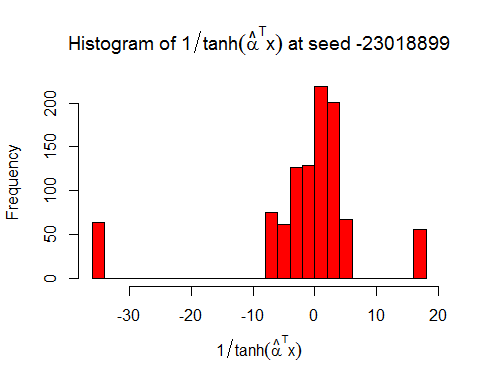 Histogram of 1/tanh(α̂ᵀx) at seed -23018899
Frequency
200
150
100
50
0
-30 -20 -10 0 10 20
1/tanh(α̂ᵀx)